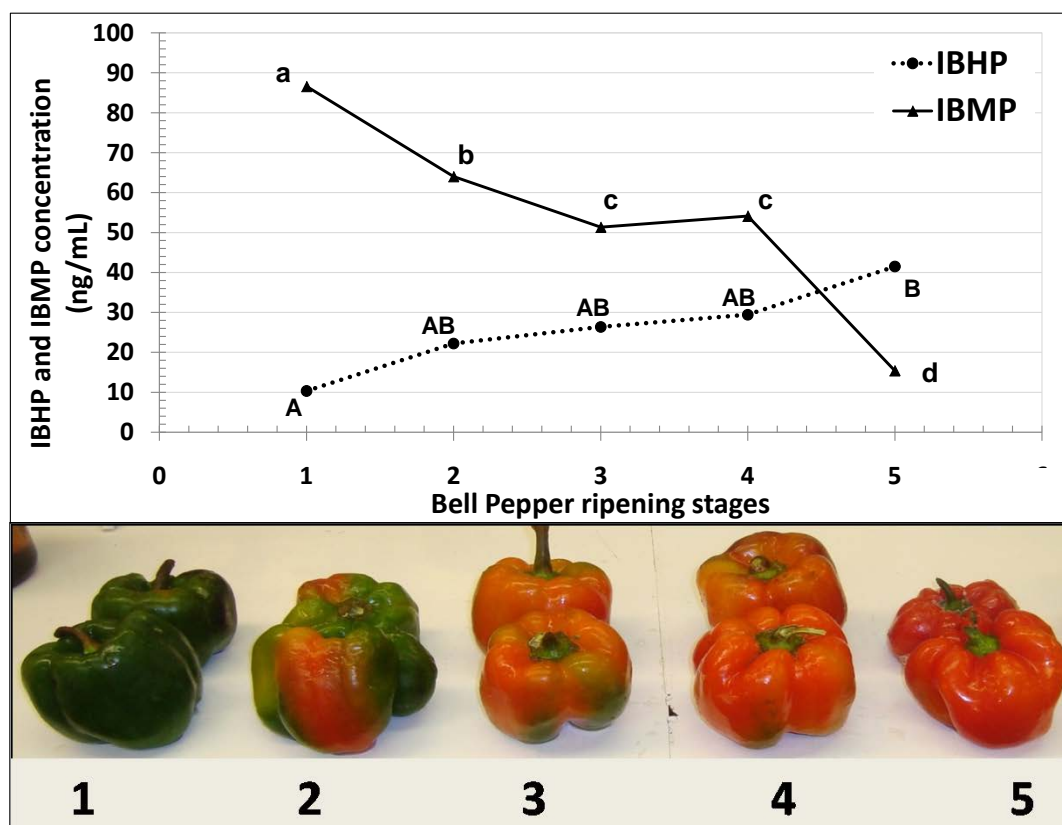 100
90
80
70
60
50
40
30
20
10
0
IBHP and IBMP concentration
(ng/mL)
IBHP
IBMP
a
b
c
c
d
A
AB
AB
AB
B
0 1 2 3 4 5
Bell Pepper ripening stages
1 2 3 4 5